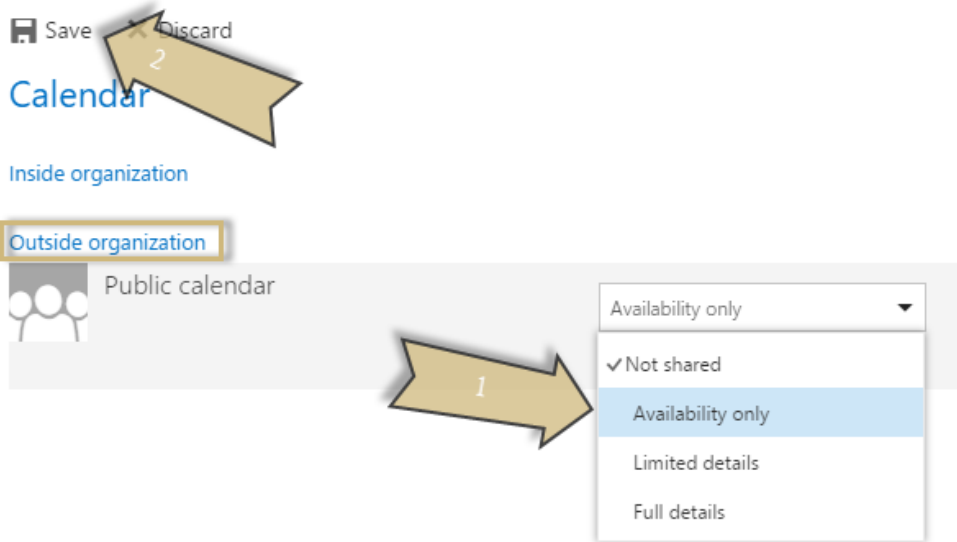 Save Discard
2
Calendar
Inside organization
Outside organization
Public calendar
Availability only
Not shared
1
Availability only
Limited details
Full details